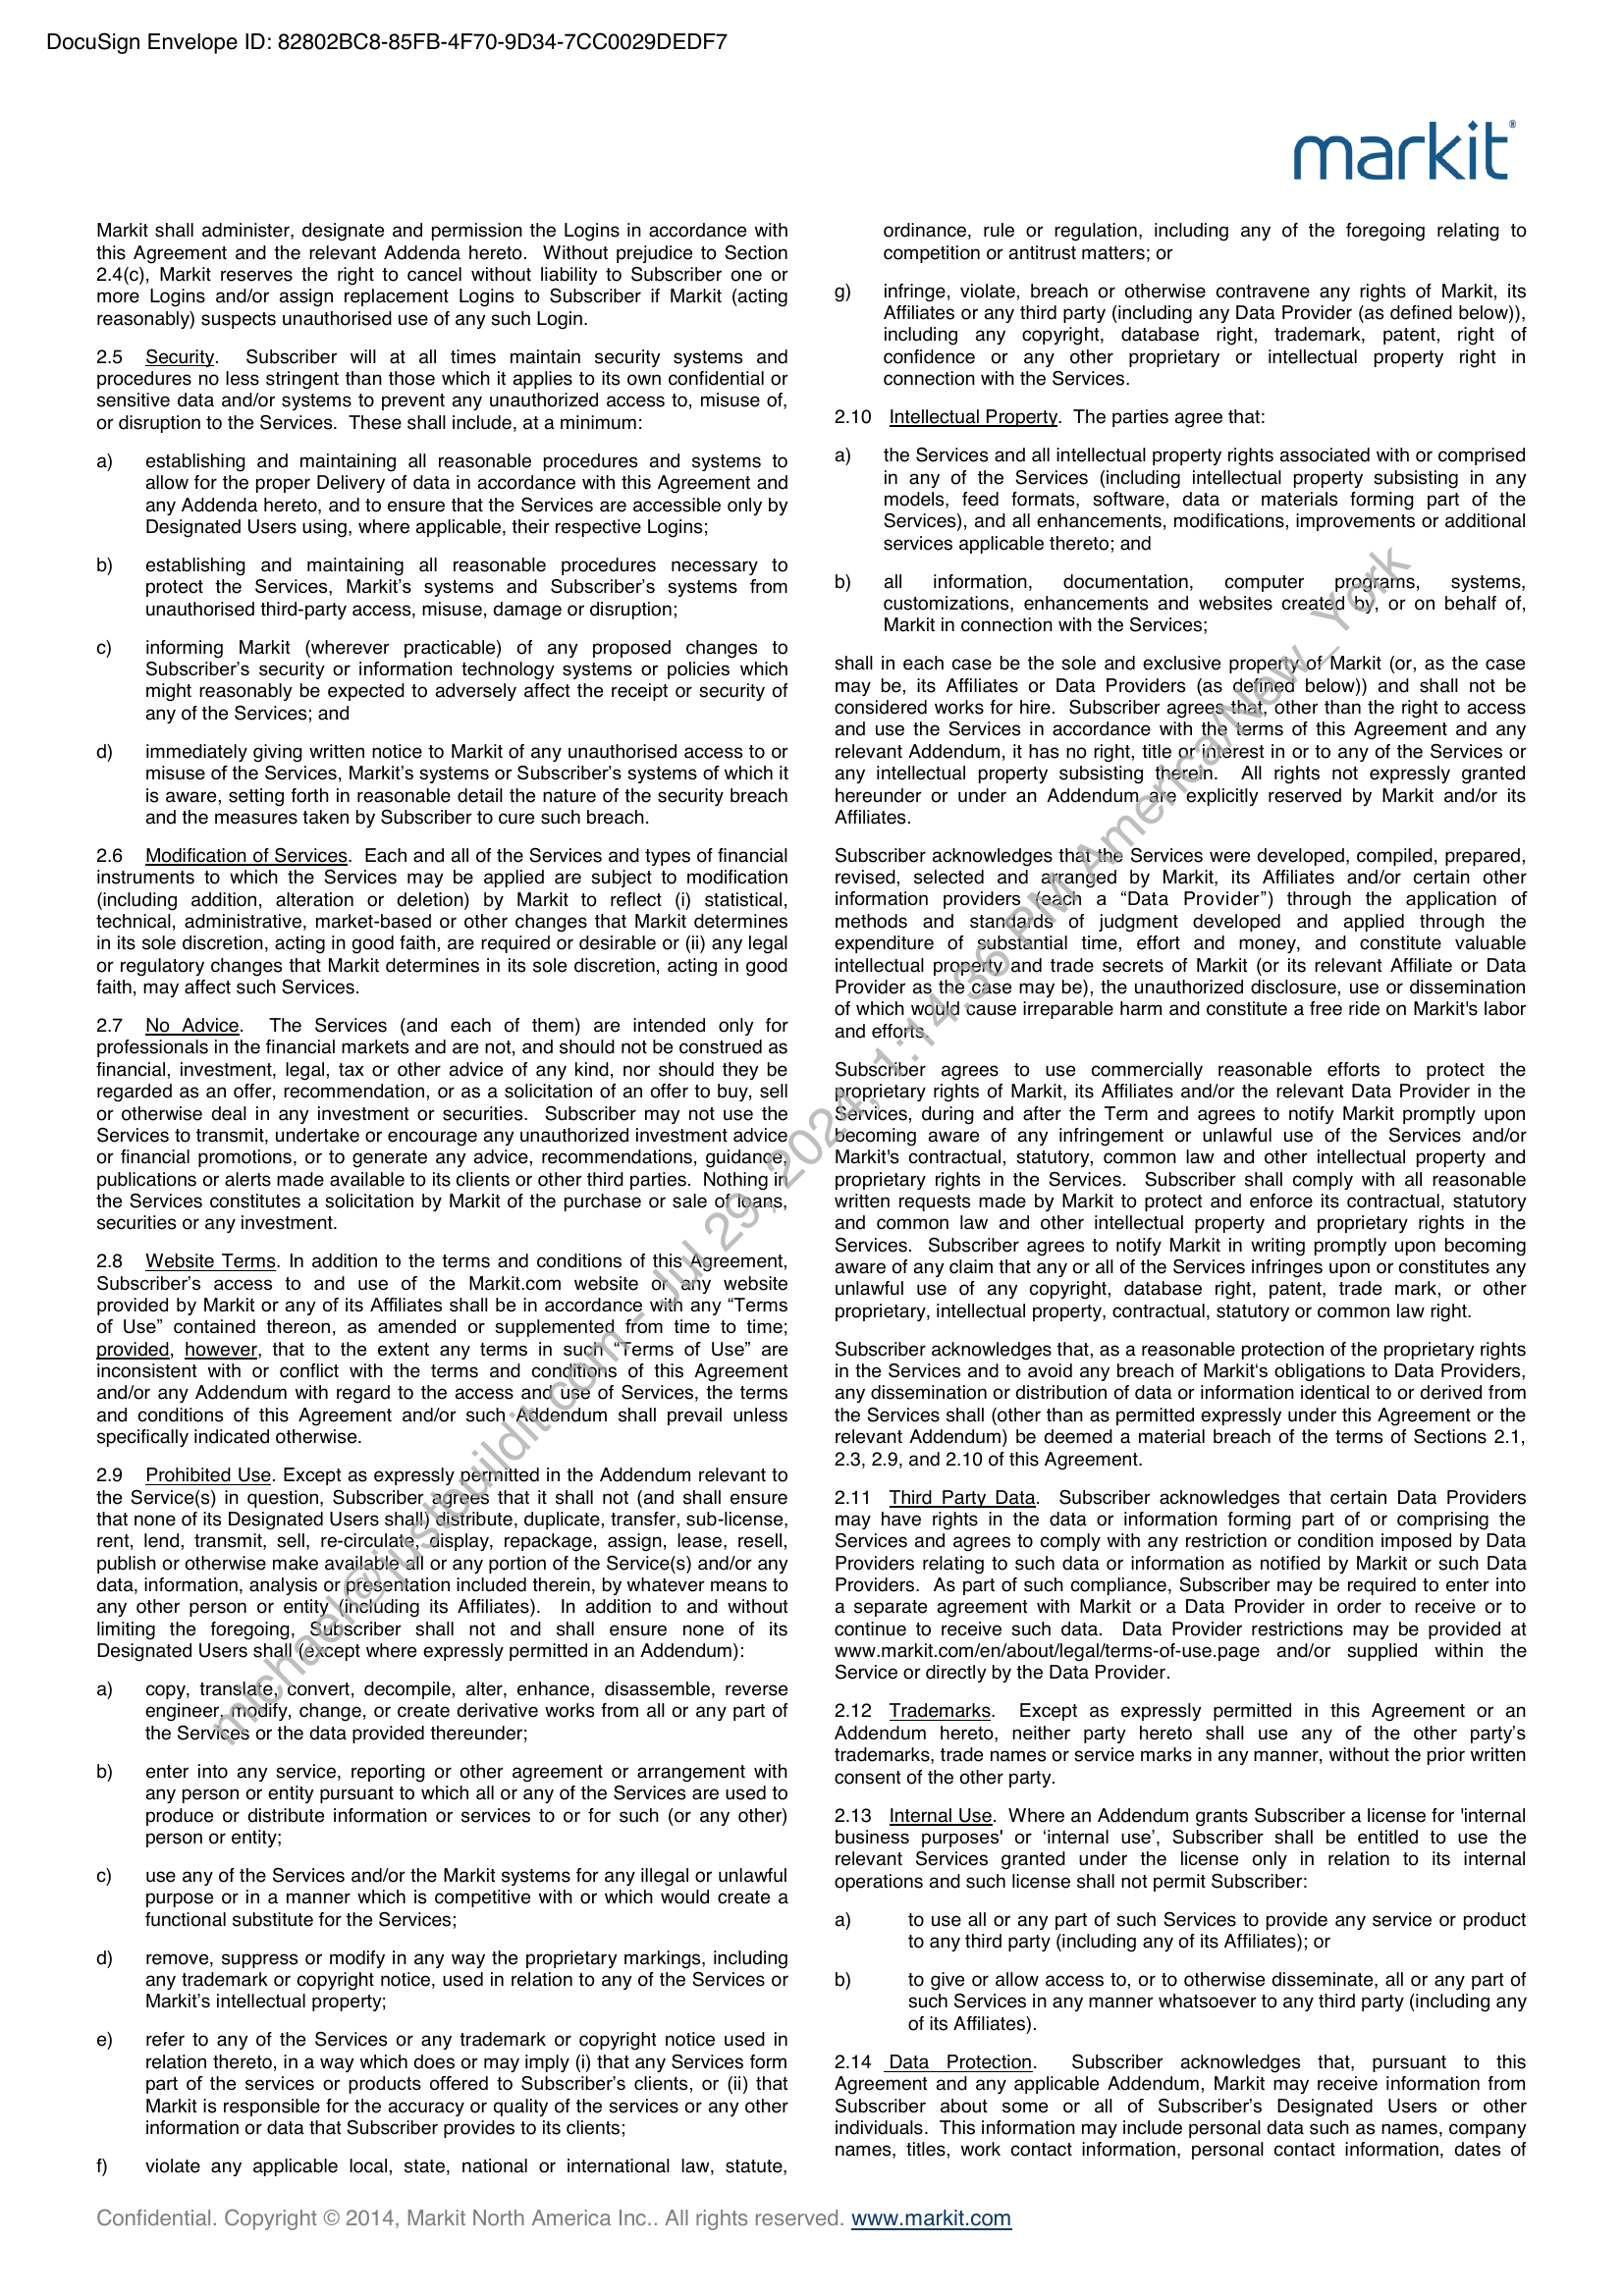 DocuSign Envelope ID: 82802BC8-85FB-4F70-9D34-7CC0029DEDF7
markit®
Markit shall administer, designate and permission the Logins in accordance with
this Agreement and the relevant Addenda hereto. Without prejudice to Section
2.4(c), Markit reserves the right to cancel without liability to Subscriber one or
more Logins and/or assign replacement Logins to Subscriber if Markit (acting
reasonably) suspects unauthorised use of any such Login.
2.5 Security. Subscriber will at all times maintain security systems and
procedures no less stringent than those which it applies to its own confidential or
sensitive data and/or systems to prevent any unauthorized access to, misuse of,
or disruption to the Services. These shall include, at a minimum:
a) establishing and maintaining all reasonable procedures and systems to
allow for the proper Delivery of data in accordance with this Agreement and
any Addenda hereto, and to ensure that the Services are accessible only by
Designated Users using, where applicable, their respective Logins;
b) establishing and maintaining all reasonable procedures necessary to
protect the Services, Markit’s systems and Subscriber’s systems from
unauthorised third-party access, misuse, damage or disruption;
c) informing Markit (wherever practicable) of any proposed changes to
Subscriber’s security or information technology systems or policies which
might reasonably be expected to adversely affect the receipt or security of
any of the Services; and
d) immediately giving written notice to Markit of any unauthorised access to or
misuse of the Services, Markit’s systems or Subscriber’s systems of which it
is aware, setting forth in reasonable detail the nature of the security breach
and the measures taken by Subscriber to cure such breach.
2.6 Modification of Services. Each and all of the Services and types of financial
instruments to which the Services may be applied are subject to modification
(including addition, alteration or deletion) by Markit to reflect (i) statistical,
technical, administrative, market-based or other changes that Markit determines
in its sole discretion, acting in good faith, are required or desirable or (ii) any legal
or regulatory changes that Markit determines in its sole discretion, acting in good
faith, may affect such Services.
2.7 No Advice. The Services (and each of them) are intended only for
professionals in the financial markets and are not, and should not be construed as
financial, investment, legal, tax or other advice of any kind, nor should they be
regarded as an offer, recommendation, or as a solicitation of an offer to buy, sell
or otherwise deal in any investment or securities. Subscriber may not use the
Services to transmit, undertake or encourage any unauthorized investment advice
or financial promotions, or to generate any advice, recommendations, guidance,
publications or alerts made available to its clients or other third parties. Nothing in
the Services constitutes a solicitation by Markit of the purchase or sale of loans,
securities or any investment.
2.8 Website Terms. In addition to the terms and conditions of this Agreement,
Subscriber’s access to and use of the Markit.com website or any website
provided by Markit or any of its Affiliates shall be in accordance with any “Terms
of Use” contained thereon, as amended or supplemented from time to time;
provided, however, that to the extent any terms in such “Terms of Use” are
inconsistent with or conflict with the terms and conditions of this Agreement
and/or any Addendum with regard to the access and use of Services, the terms
and conditions of this Agreement and/or such Addendum shall prevail unless
specifically indicated otherwise.
2.9 Prohibited Use. Except as expressly permitted in the Addendum relevant to
the Service(s) in question, Subscriber agrees that it shall not (and shall ensure
that none of its Designated Users shall) distribute, duplicate, transfer, sub-license,
rent, lend, transmit, sell, re-circulate, display, repackage, assign, lease, resell,
publish or otherwise make available all or any portion of the Service(s) and/or any
data, information, analysis or presentation included therein, by whatever means to
any other person or entity (including its Affiliates). In addition to and without
limiting the foregoing, Subscriber shall not and shall ensure none of its
Designated Users shall (except where expressly permitted in an Addendum):
a) copy, translate, convert, decompile, alter, enhance, disassemble, reverse
engineer, modify, change, or create derivative works from all or any part of
the Services or the data provided thereunder;
b) enter into any service, reporting or other agreement or arrangement with
any person or entity pursuant to which all or any of the Services are used to
produce or distribute information or services to or for such (or any other)
person or entity;
c) use any of the Services and/or the Markit systems for any illegal or unlawful
purpose or in a manner which is competitive with or which would create a
functional substitute for the Services;
d) remove, suppress or modify in any way the proprietary markings, including
any trademark or copyright notice, used in relation to any of the Services or
Markit’s intellectual property;
e) refer to any of the Services or any trademark or copyright notice used in
relation thereto, in a way which does or may imply (i) that any Services form
part of the services or products offered to Subscriber’s clients, or (ii) that
Markit is responsible for the accuracy or quality of the services or any other
information or data that Subscriber provides to its clients;
f) violate any applicable local, state, national or international law, statute,
ordinance, rule or regulation, including any of the foregoing relating to
competition or antitrust matters; or
g) infringe, violate, breach or otherwise contravene any rights of Markit, its
Affiliates or any third party (including any Data Provider (as defined below)),
including any copyright, database right, trademark, patent, right of
confidence or any other proprietary or intellectual property right in
connection with the Services.
2.10 Intellectual Property. The parties agree that:
a) the Services and all intellectual property rights associated with or comprised
in any of the Services (including intellectual property subsisting in any
models, feed formats, software, data or materials forming part of the
Services), and all enhancements, modifications, improvements or additional
services applicable thereto; and
b) all information, documentation, computer programs, systems,
customizations, enhancements and websites created by, or on behalf of,
Markit in connection with the Services;
shall in each case be the sole and exclusive property of Markit (or, as the case
may be, its Affiliates or Data Providers (as defined below)) and shall not be
considered works for hire. Subscriber agrees that, other than the right to access
and use the Services in accordance with the terms of this Agreement and any
relevant Addendum, it has no right, title or interest in or to any of the Services or
any intellectual property subsisting therein. All rights not expressly granted
hereunder or under an Addendum are explicitly reserved by Markit and/or its
Affiliates.
Subscriber acknowledges that the Services were developed, compiled, prepared,
revised, selected and arranged by Markit, its Affiliates and/or certain other
information providers (each a “Data Provider”) through the application of
methods and standards of judgment developed and applied through the
expenditure of substantial time, effort and money, and constitute valuable
intellectual property and trade secrets of Markit (or its relevant Affiliate or Data
Provider as the case may be), the unauthorized disclosure, use or dissemination
of which would cause irreparable harm and constitute a free ride on Markit's labor
and efforts.
Subscriber agrees to use commercially reasonable efforts to protect the
proprietary rights of Markit, its Affiliates and/or the relevant Data Provider in the
Services, during and after the Term and agrees to notify Markit promptly upon
becoming aware of any infringement or unlawful use of the Services and/or
Markit's contractual, statutory, common law and other intellectual property and
proprietary rights in the Services. Subscriber shall comply with all reasonable
written requests made by Markit to protect and enforce its contractual, statutory
and common law and other intellectual property and proprietary rights in the
Services. Subscriber agrees to notify Markit in writing promptly upon becoming
aware of any claim that any or all of the Services infringes upon or constitutes any
unlawful use of any copyright, database right, patent, trade mark, or other
proprietary, intellectual property, contractual, statutory or common law right.
Subscriber acknowledges that, as a reasonable protection of the proprietary rights
in the Services and to avoid any breach of Markit‘s obligations to Data Providers,
any dissemination or distribution of data or information identical to or derived from
the Services shall (other than as permitted expressly under this Agreement or the
relevant Addendum) be deemed a material breach of the terms of Sections 2.1,
2.3, 2.9, and 2.10 of this Agreement.
2.11 Third Party Data. Subscriber acknowledges that certain Data Providers
may have rights in the data or information forming part of or comprising the
Services and agrees to comply with any restriction or condition imposed by Data
Providers relating to such data or information as notified by Markit or such Data
Providers. As part of such compliance, Subscriber may be required to enter into
a separate agreement with Markit or a Data Provider in order to receive or to
continue to receive such data. Data Provider restrictions may be provided at
www.markit.com/en/about/legal/terms-of-use.page and/or supplied within the
Service or directly by the Data Provider.
2.12 Trademarks. Except as expressly permitted in this Agreement or an
Addendum hereto, neither party hereto shall use any of the other party’s
trademarks, trade names or service marks in any manner, without the prior written
consent of the other party.
2.13 Internal Use. Where an Addendum grants Subscriber a license for 'internal
business purposes' or ‘internal use’, Subscriber shall be entitled to use the
relevant Services granted under the license only in relation to its internal
operations and such license shall not permit Subscriber:
a) to use all or any part of such Services to provide any service or product
to any third party (including any of its Affiliates); or
b) to give or allow access to, or to otherwise disseminate, all or any part of
such Services in any manner whatsoever to any third party (including any
of its Affiliates).
2.14 Data Protection. Subscriber acknowledges that, pursuant to this
Agreement and any applicable Addendum, Markit may receive information from
Subscriber about some or all of Subscriber’s Designated Users or other
individuals. This information may include personal data such as names, company
names, titles, work contact information, personal contact information, dates of
michael@justbuildit.com - Jul 29, 2024, 1:14:36 PM America/New_York
Confidential. Copyright © 2014, Markit North America Inc.. All rights reserved. www.markit.com